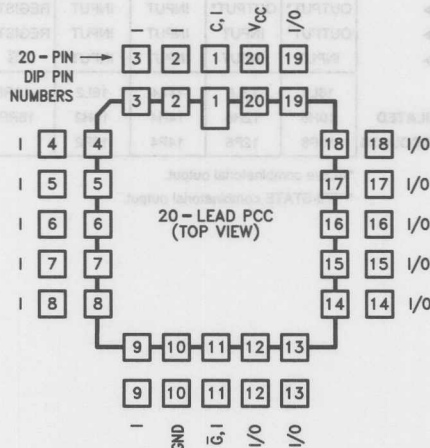 I I C,I VCC I/O
20-PIN DIP PIN NUMBERS 3 2 1 20 19
3 2 1 20 19
I 4 4 18 18 I/O
I 5 5 17 17 I/O
20-LEAD PCC
(TOP VIEW)
I 6 6 16 16 I/O
I 7 7 15 15 I/O
I 8 8 14 14 I/O
9 10 11 12 13
9 10 11 12 13
I GND G,I I/O I/O